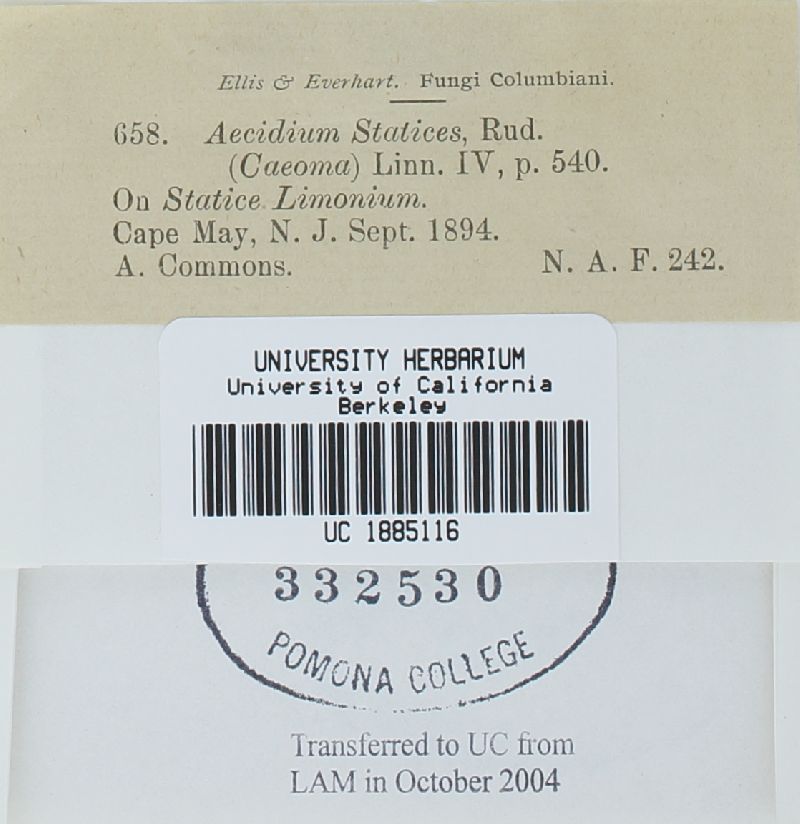 Ellis & Everhart. Fungi Columbiani.
658. Aecidium Statices, Rud.
(Caeoma) Linn. IV, p. 540.
On Statice Limonium.
Cape May, N. J. Sept. 1894.
A. Commons. N. A. F. 242.
UNIVERSITY HERBARIUM
University of California
Berkeley
UC 1885116
332530
POMONA COLLEGE
Transferred to UC from
LAM in October 2004